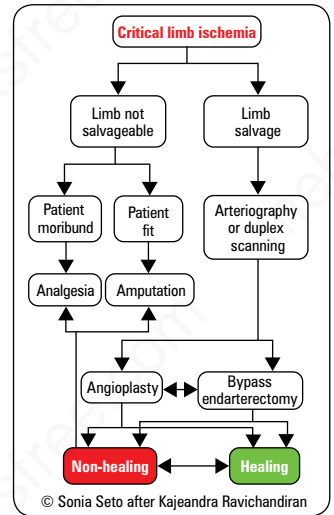 Critical limb ischemia
Limb not
salvageable
Limb
salvage
Patient
moribund
Patient
fit
Arteriography
or duplex
scanning
Analgesia
Amputation
Angioplasty
Bypass
endarterectomy
Non-healing
Healing
© Sonia Seto after Kajeandra Ravichandiran